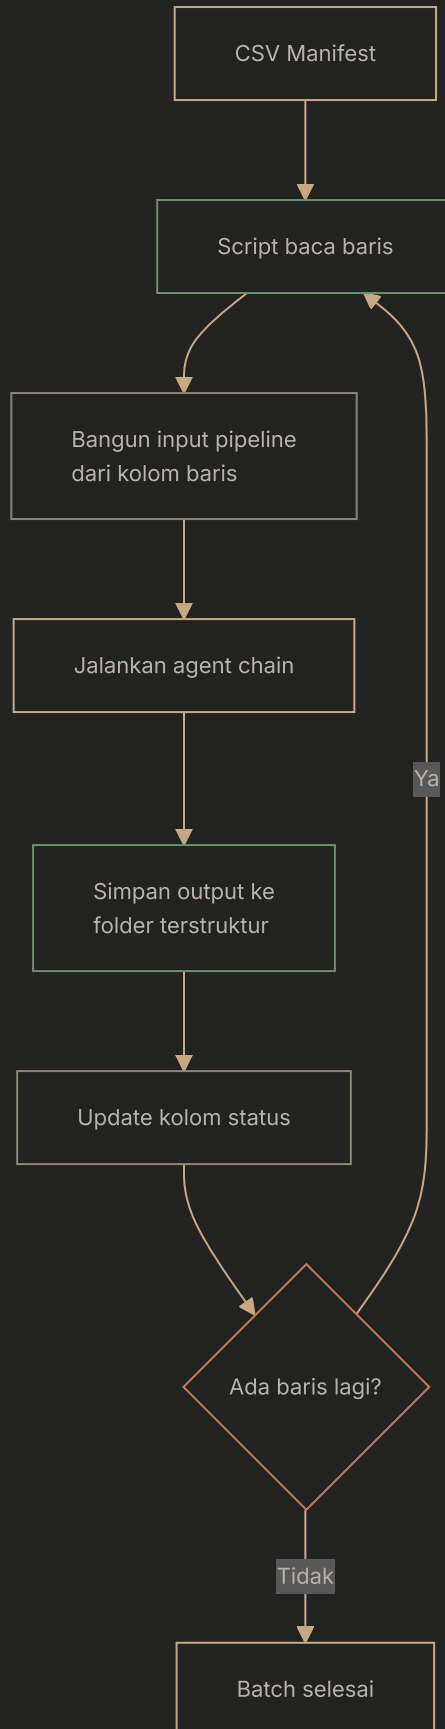 CSV Manifest
Script baca baris
Bangun input pipeline
dari kolom baris
Jalankan agent chain
Ya
Simpan output ke
folder terstruktur
Update kolom status
Ada baris lagi?
Tidak
Batch selesai